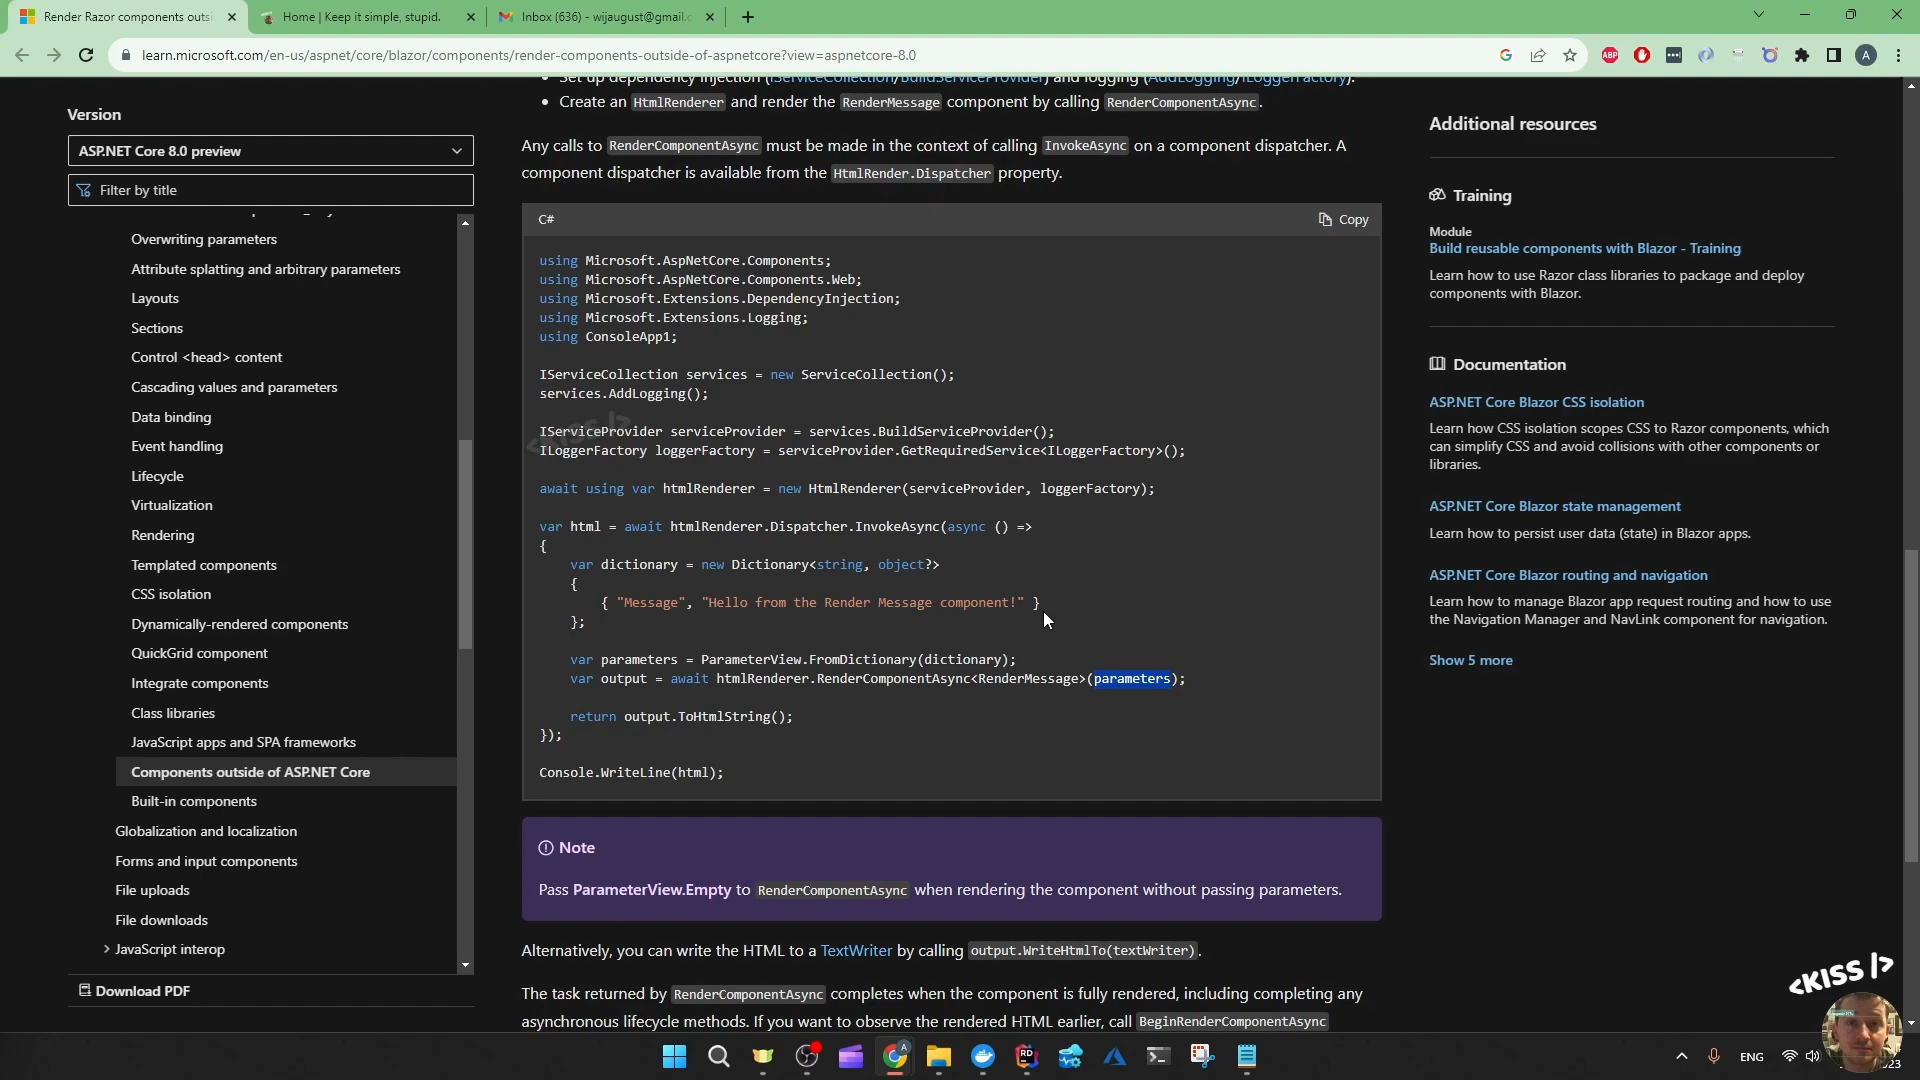 Render Razor components outsi
Home | Keep it simple, stupid.
Inbox (636) - wijaugust@gmail.c
learn.microsoft.com/en-us/aspnet/core/blazor/components/render-components-outside-of-aspnetcore?view=aspnetcore-8.0
Version
ASP.NET Core 8.0 preview
Filter by title
Overwriting parameters
Attribute splatting and arbitrary parameters
Layouts
Sections
Control <head> content
Cascading values and parameters
Data binding
Event handling
Lifecycle
Virtualization
Rendering
Templated components
CSS isolation
Dynamically-rendered components
QuickGrid component
Integrate components
Class libraries
JavaScript apps and SPA frameworks
Components outside of ASP.NET Core
Built-in components
Globalization and localization
Forms and input components
File uploads
File downloads
JavaScript interop
Download PDF
Set up dependency injection (IServiceCollection/BuildServiceProvider) and logging (AddLogging/ILoggerFactory).
Create an HtmlRenderer and render the RenderMessage component by calling RenderComponentAsync.
Any calls to RenderComponentAsync must be made in the context of calling InvokeAsync on a component dispatcher. A
component dispatcher is available from the HtmlRender.Dispatcher property.
C#
Copy
using Microsoft.AspNetCore.Components;
using Microsoft.AspNetCore.Components.Web;
using Microsoft.Extensions.DependencyInjection;
using Microsoft.Extensions.Logging;
using ConsoleApp1;
IServiceCollection services = new ServiceCollection();
services.AddLogging();
<KISS />
IServiceProvider serviceProvider = services.BuildServiceProvider();
ILoggerFactory loggerFactory = serviceProvider.GetRequiredService<ILoggerFactory>();
await using var htmlRenderer = new HtmlRenderer(serviceProvider, loggerFactory);
var html = await htmlRenderer.Dispatcher.InvokeAsync(async () =>
{
var dictionary = new Dictionary<string, object?>
{
{ "Message", "Hello from the Render Message component!" }
};
var parameters = ParameterView.FromDictionary(dictionary);
var output = await htmlRenderer.RenderComponentAsync<RenderMessage>(parameters);
return output.ToHtmlString();
});
Console.WriteLine(html);
Note
Pass ParameterView.Empty to RenderComponentAsync when rendering the component without passing parameters.
Alternatively, you can write the HTML to a TextWriter by calling output.WriteHtmlTo(textWriter).
The task returned by RenderComponentAsync completes when the component is fully rendered, including completing any
asynchronous lifecycle methods. If you want to observe the rendered HTML earlier, call BeginRenderComponentAsync
Additional resources
Training
Module
Build reusable components with Blazor - Training
Learn how to use Razor class libraries to package and deploy
components with Blazor.
Documentation
ASP.NET Core Blazor CSS isolation
Learn how CSS isolation scopes CSS to Razor components, which
can simplify CSS and avoid collisions with other components or
libraries.
ASP.NET Core Blazor state management
Learn how to persist user data (state) in Blazor apps.
ASP.NET Core Blazor routing and navigation
Learn how to manage Blazor app request routing and how to use
the Navigation Manager and NavLink component for navigation.
Show 5 more
<KISS />
ABP
A
A
RD
ENG